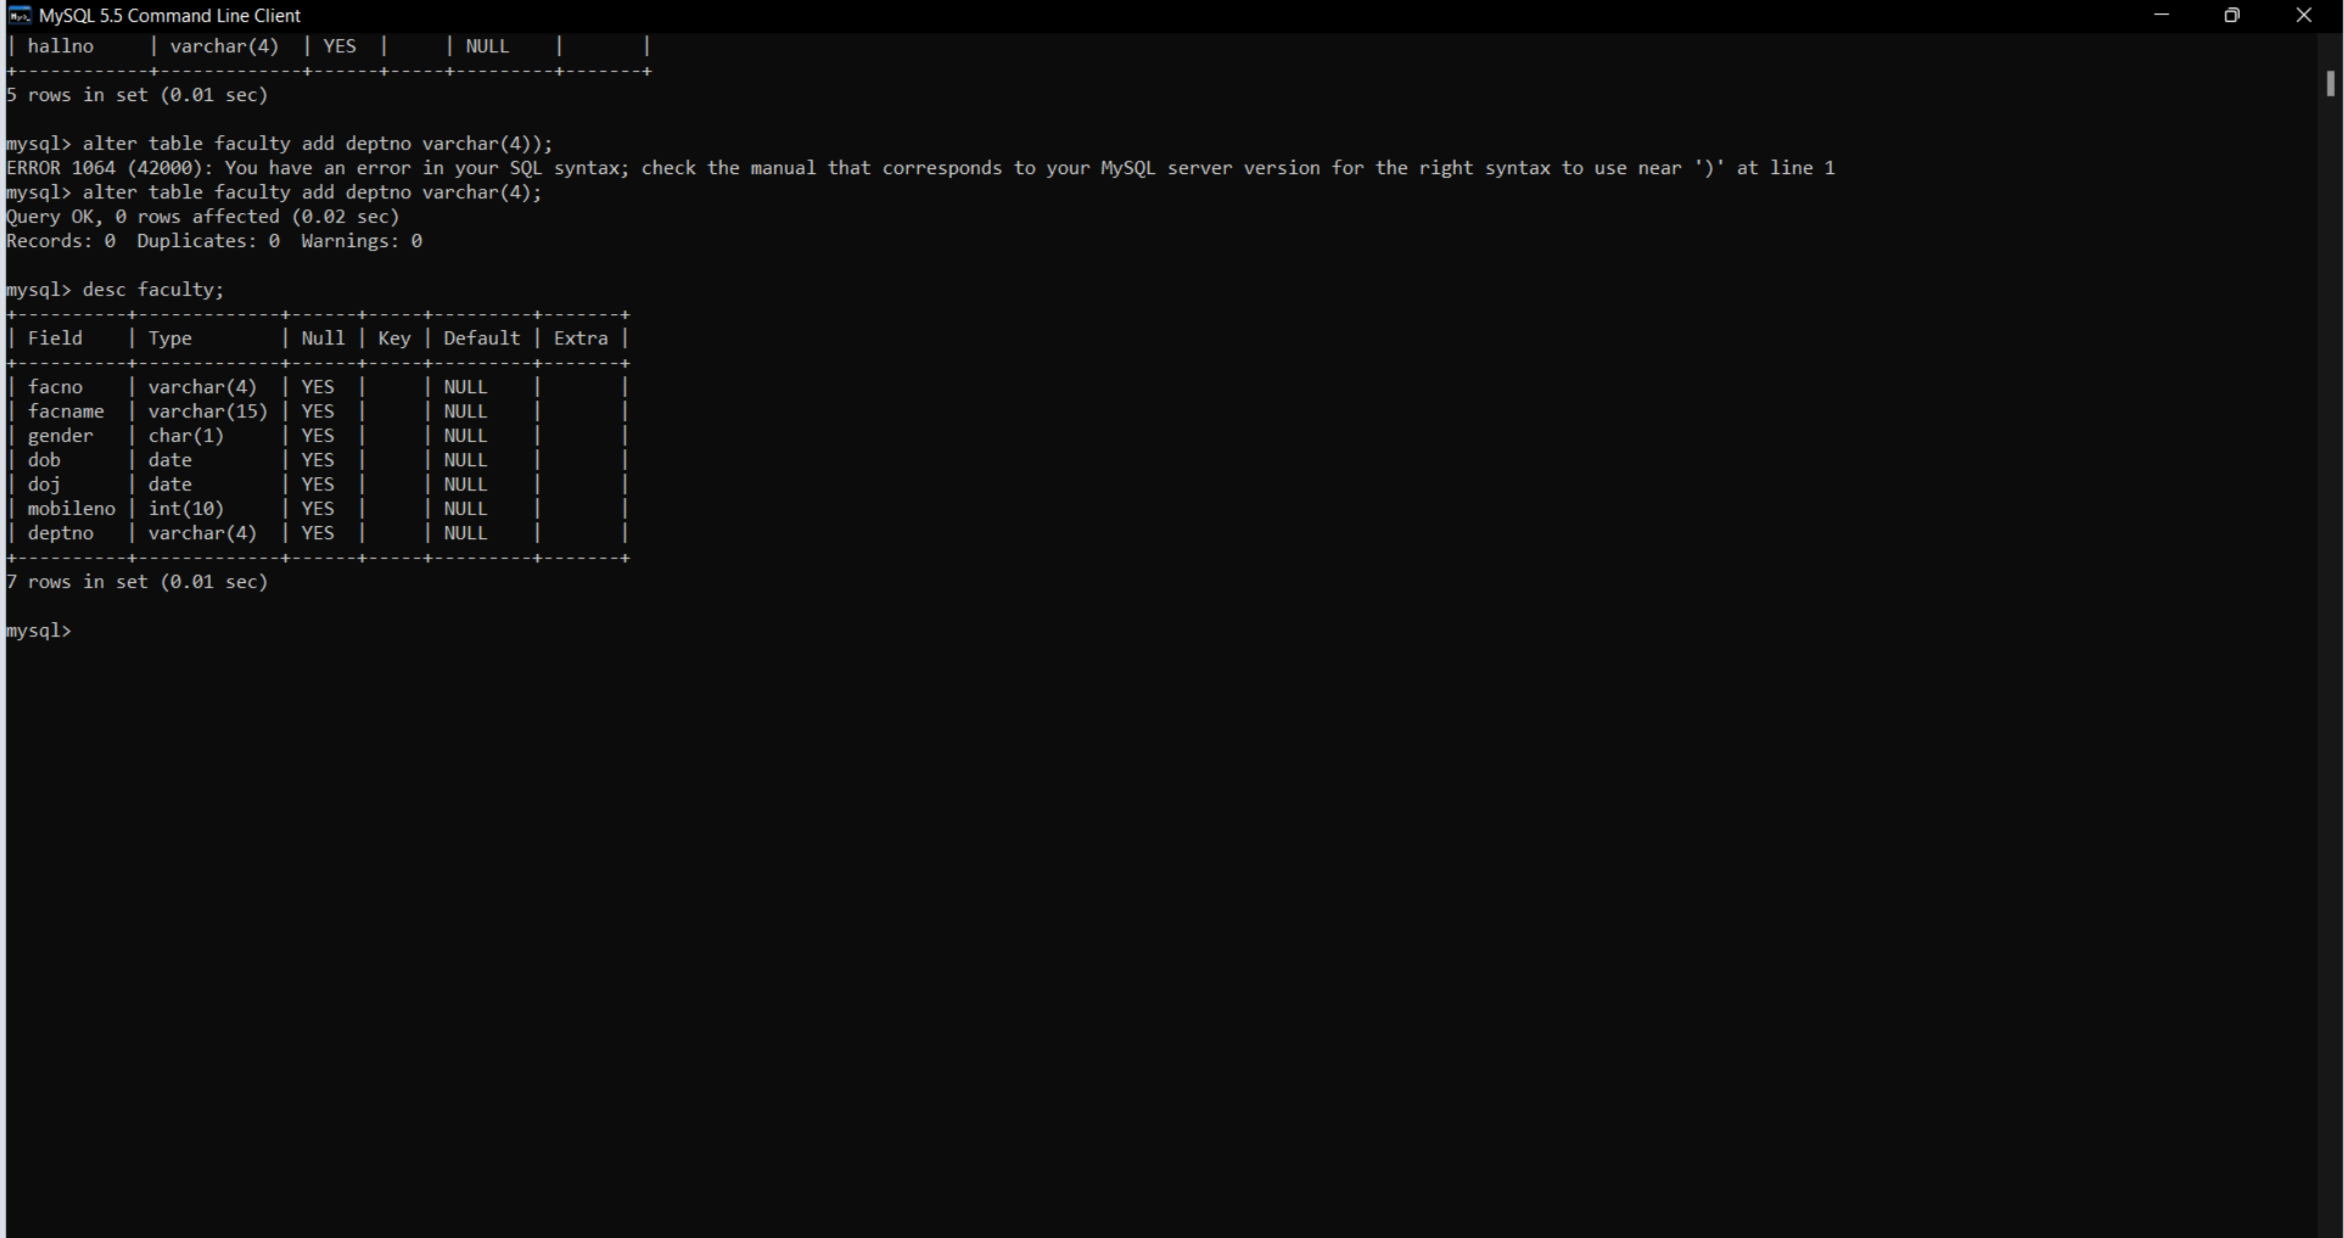 MySQL 5.5 Command Line Client
| hallno     | varchar(4)  | YES  |     | NULL    |       |
+------------+-------------+------+-----+---------+-------+
5 rows in set (0.01 sec)
mysql> alter table faculty add deptno varchar(4));
ERROR 1064 (42000): You have an error in your SQL syntax; check the manual that corresponds to your MySQL server version for the right syntax to use near ')' at line 1
mysql> alter table faculty add deptno varchar(4);
Query OK, 0 rows affected (0.02 sec)
Records: 0  Duplicates: 0  Warnings: 0
mysql> desc faculty;
+----------+-------------+------+-----+---------+-------+
| Field    | Type        | Null | Key | Default | Extra |
+----------+-------------+------+-----+---------+-------+
| facno    | varchar(4)  | YES  |     | NULL    |       |
| facname  | varchar(15) | YES  |     | NULL    |       |
| gender   | char(1)     | YES  |     | NULL    |       |
| dob      | date        | YES  |     | NULL    |       |
| doj      | date        | YES  |     | NULL    |       |
| mobileno | int(10)     | YES  |     | NULL    |       |
| deptno   | varchar(4)  | YES  |     | NULL    |       |
+----------+-------------+------+-----+---------+-------+
7 rows in set (0.01 sec)
mysql>